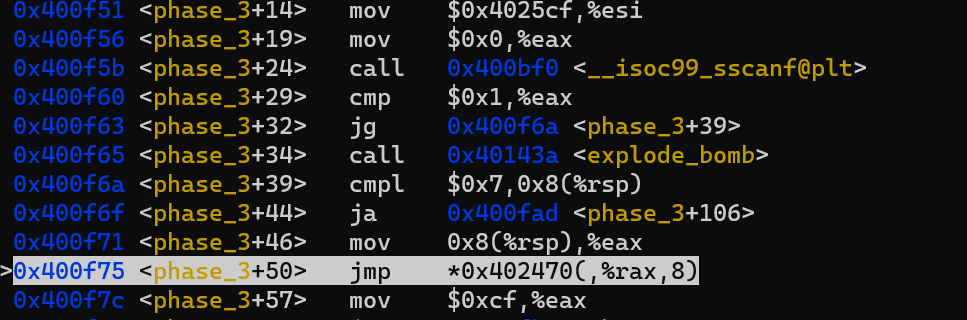 0x400f51 <phase_3+14> mov $0x4025cf,%esi
0x400f56 <phase_3+19> mov $0x0,%eax
0x400f5b <phase_3+24> call 0x400bf0 <__isoc99_sscanf@plt>
0x400f60 <phase_3+29> cmp $0x1,%eax
0x400f63 <phase_3+32> jg 0x400f6a <phase_3+39>
0x400f65 <phase_3+34> call 0x40143a <explode_bomb>
0x400f6a <phase_3+39> cmpl $0x7,0x8(%rsp)
0x400f6f <phase_3+44> ja 0x400fad <phase_3+106>
0x400f71 <phase_3+46> mov 0x8(%rsp),%eax
>0x400f75 <phase_3+50> jmp *0x402470(,%rax,8)
0x400f7c <phase_3+57> mov $0xcf,%eax